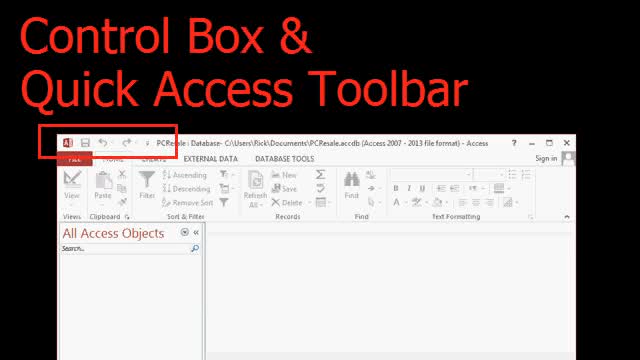 Control Box &
Quick Access Toolbar
PCResale : Database- C:\Users\Rick\Documents\PCResale.accdb (Access 2007 - 2013 file format) - Access
FILE HOME CREATE EXTERNAL DATA DATABASE TOOLS Sign in
View Paste Filter Ascending Descending Remove Sort Refresh All New Save Delete Find
Views Clipboard Sort & Filter Records Find Text Formatting
All Access Objects
Search..